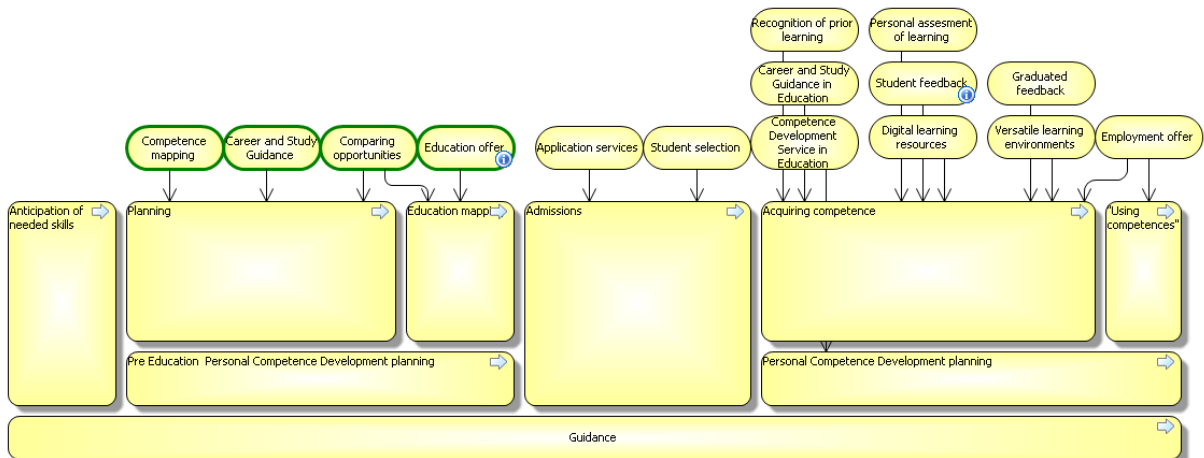 Recognition of prior
learning
Personal assesment
of learning
Career and Study
Guidance in
Education
Student feedback
Graduated
feedback
Competence
mapping
Career and Study
Guidance
Comparing
opportunities
Education offer
Application services
Student selection
Competence
Development
Service in
Education
Digital learning
resources
Versatile learning
environments
Employment offer
Anticipation of
needed skills
Planning
Education mappi
Admissions
Acquiring competence
"Using
competences"
Pre Education  Personal Competence Development planning
Personal Competence Development planning
Guidance